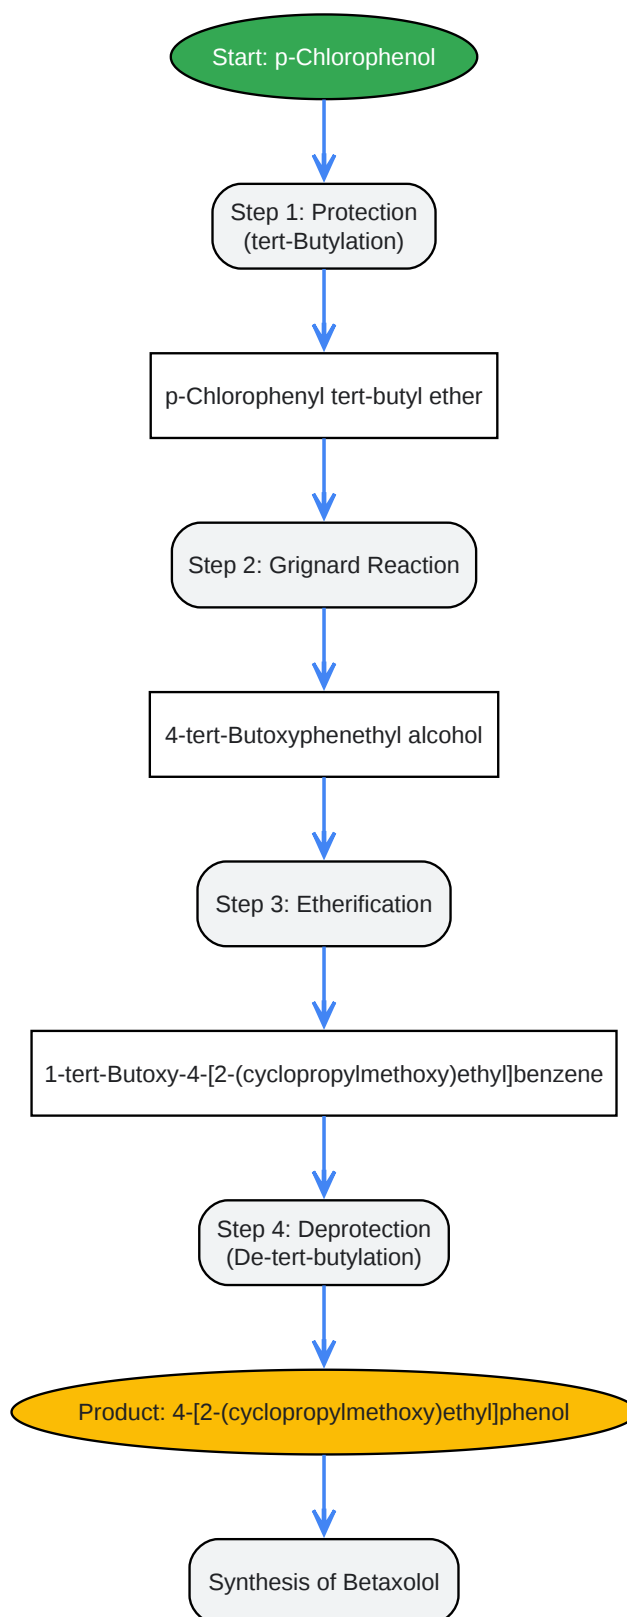 Start: p-Chlorophenol
Step 1: Protection
(tert-Butylation)
p-Chlorophenyl tert-butyl ether
Step 2: Grignard Reaction
4-tert-Butoxyphenethyl alcohol
Step 3: Etherification
1-tert-Butoxy-4-[2-(cyclopropylmethoxy)ethyl]benzene
Step 4: Deprotection
(De-tert-butylation)
Product: 4-[2-(cyclopropylmethoxy)ethyl]phenol
Synthesis of Betaxolol